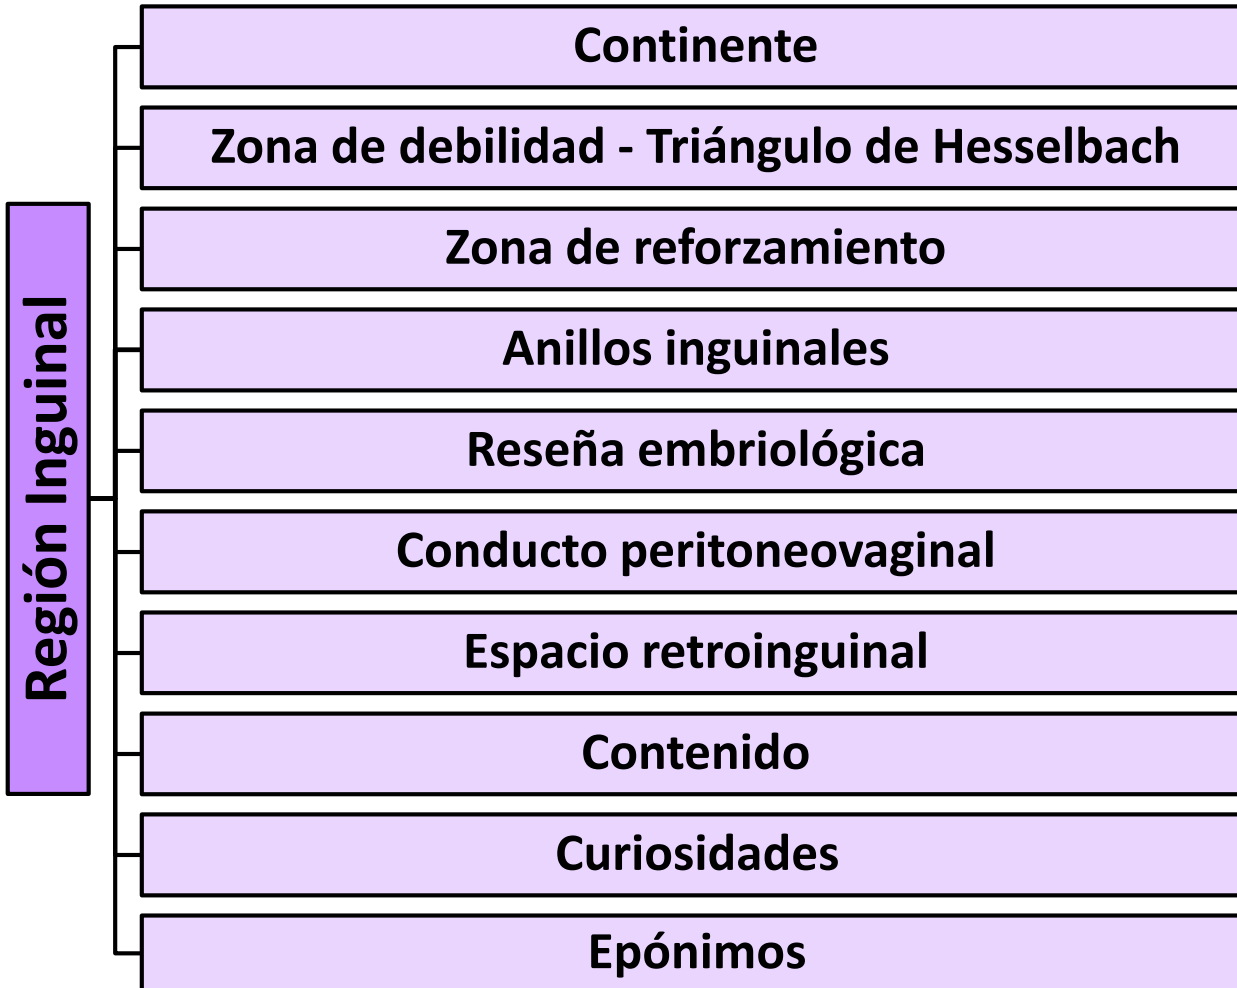 Región Inguinal
Continente
Zona de debilidad - Triángulo de Hesselbach
Zona de reforzamiento
Anillos inguinales
Reseña embriológica
Conducto peritoneovaginal
Espacio retroinguinal
Contenido
Curiosidades
Epónimos